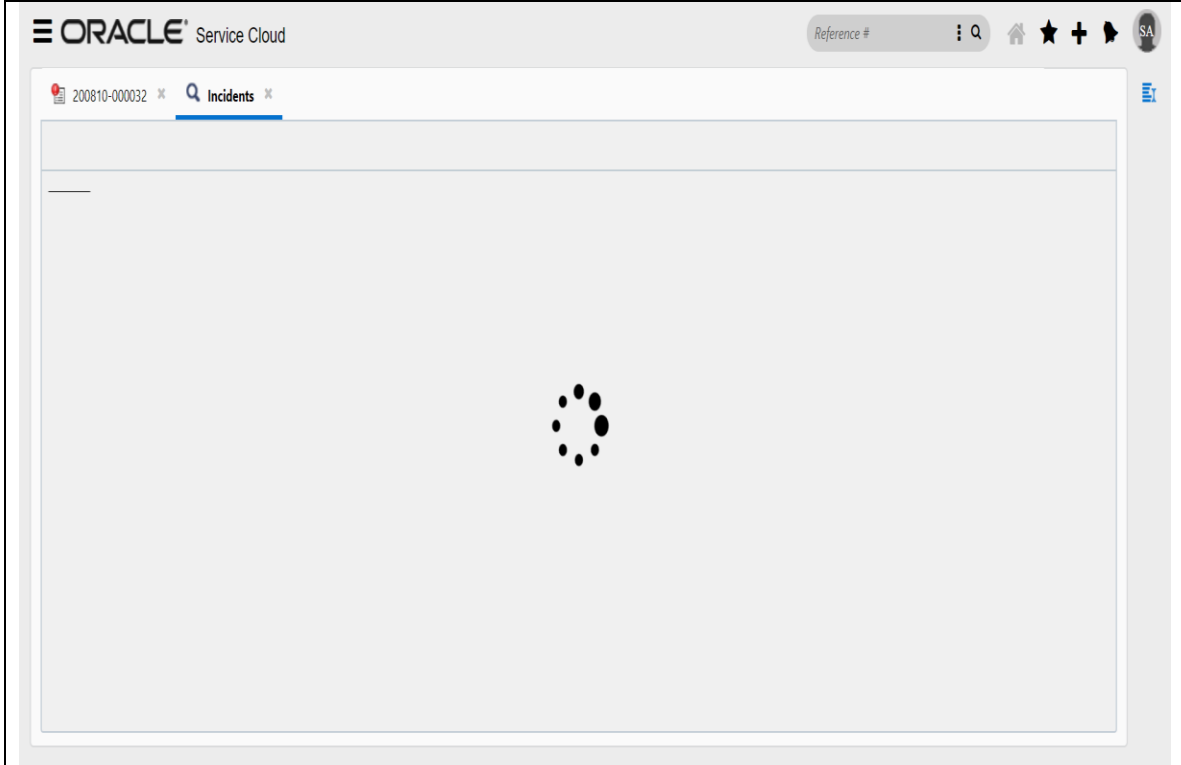 ORACLE® Service Cloud
Reference #
SA
200810-000032
Incidents